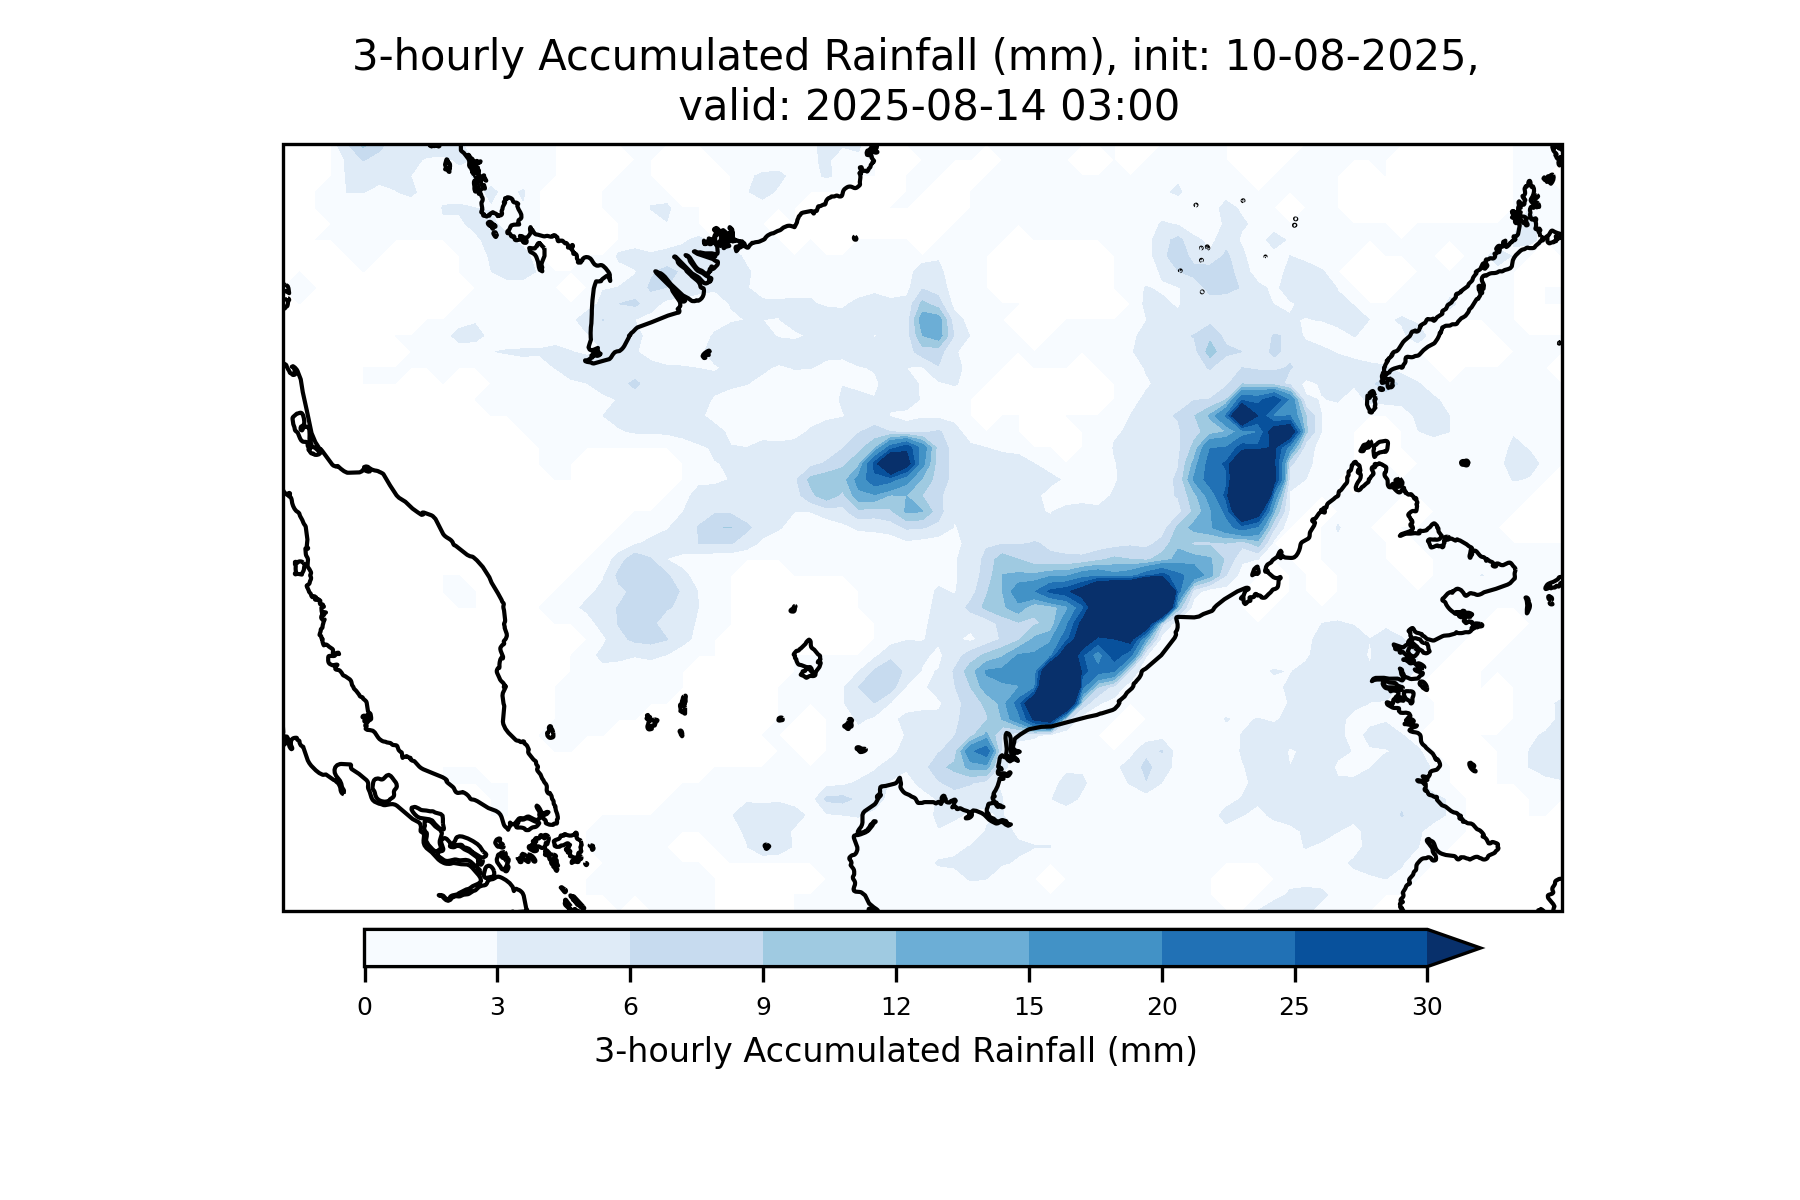 3-hourly Accumulated Rainfall (mm), init: 10-08-2025,
valid: 2025-08-14 03:00
0 3 6 9 12 15 20 25 30
3-hourly Accumulated Rainfall (mm)